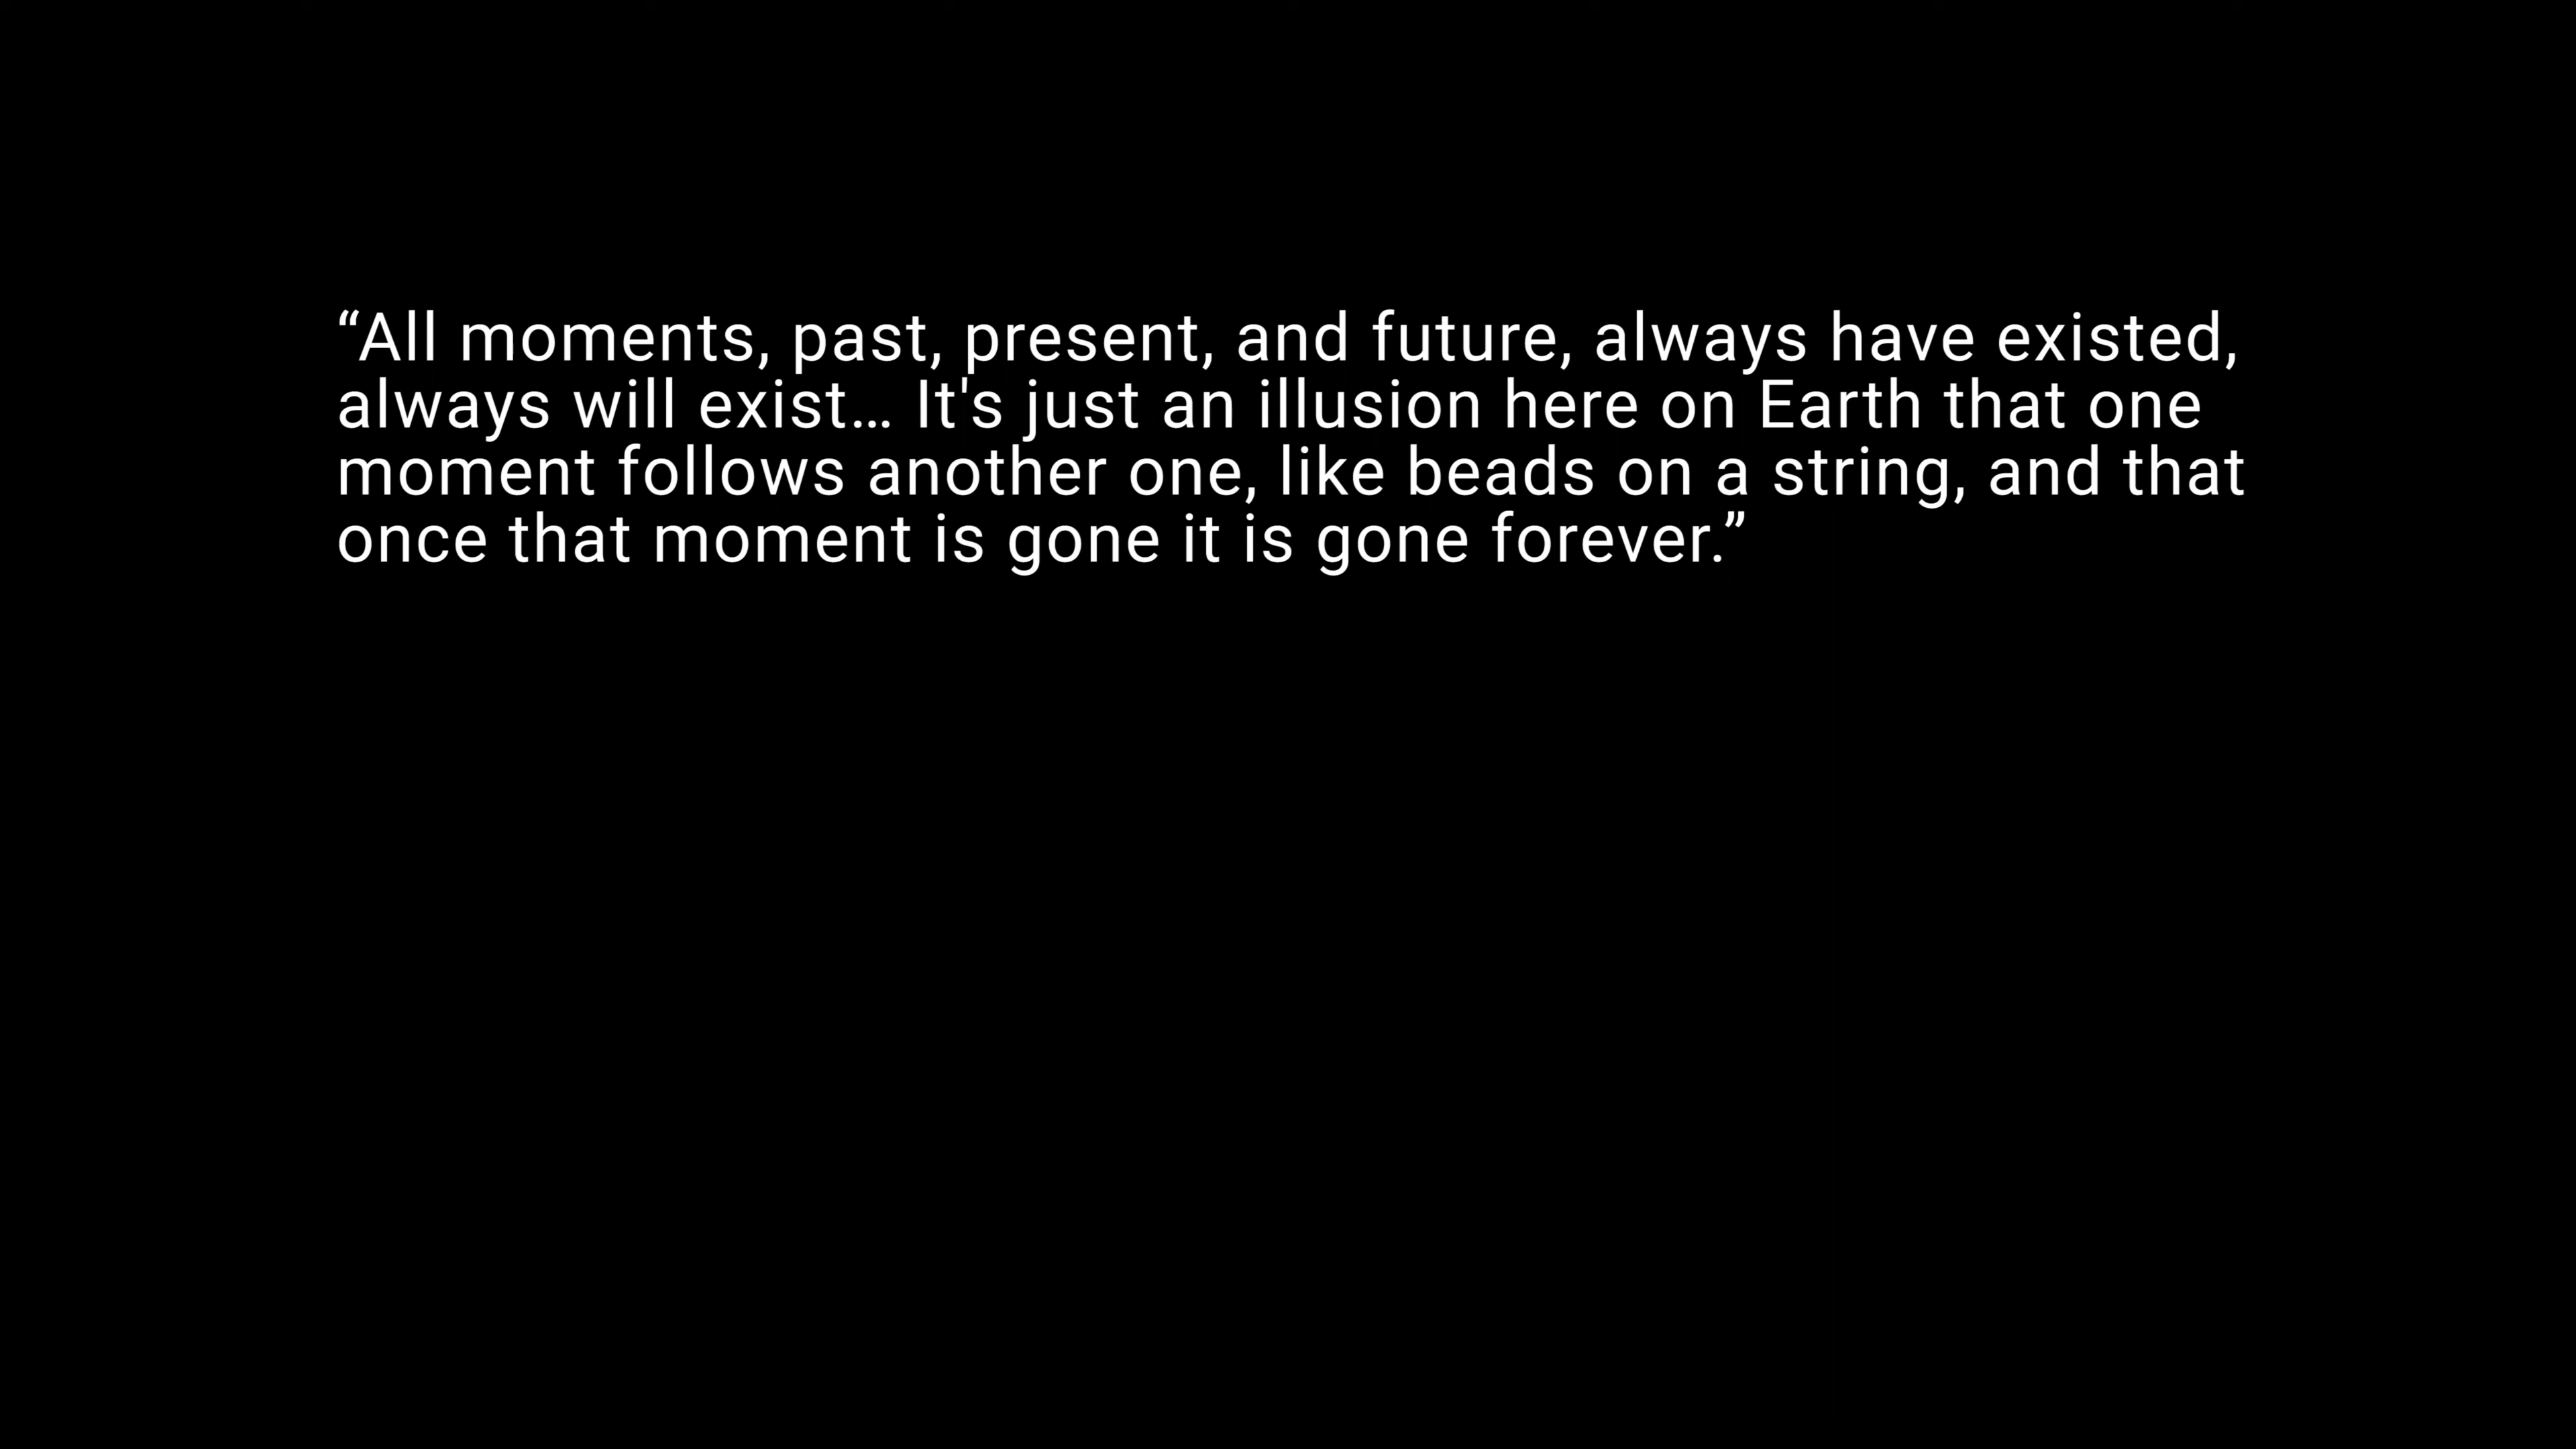 “All moments, past, present, and future, always have existed,
always will exist… It's just an illusion here on Earth that one
moment follows another one, like beads on a string, and that
once that moment is gone it is gone forever.”